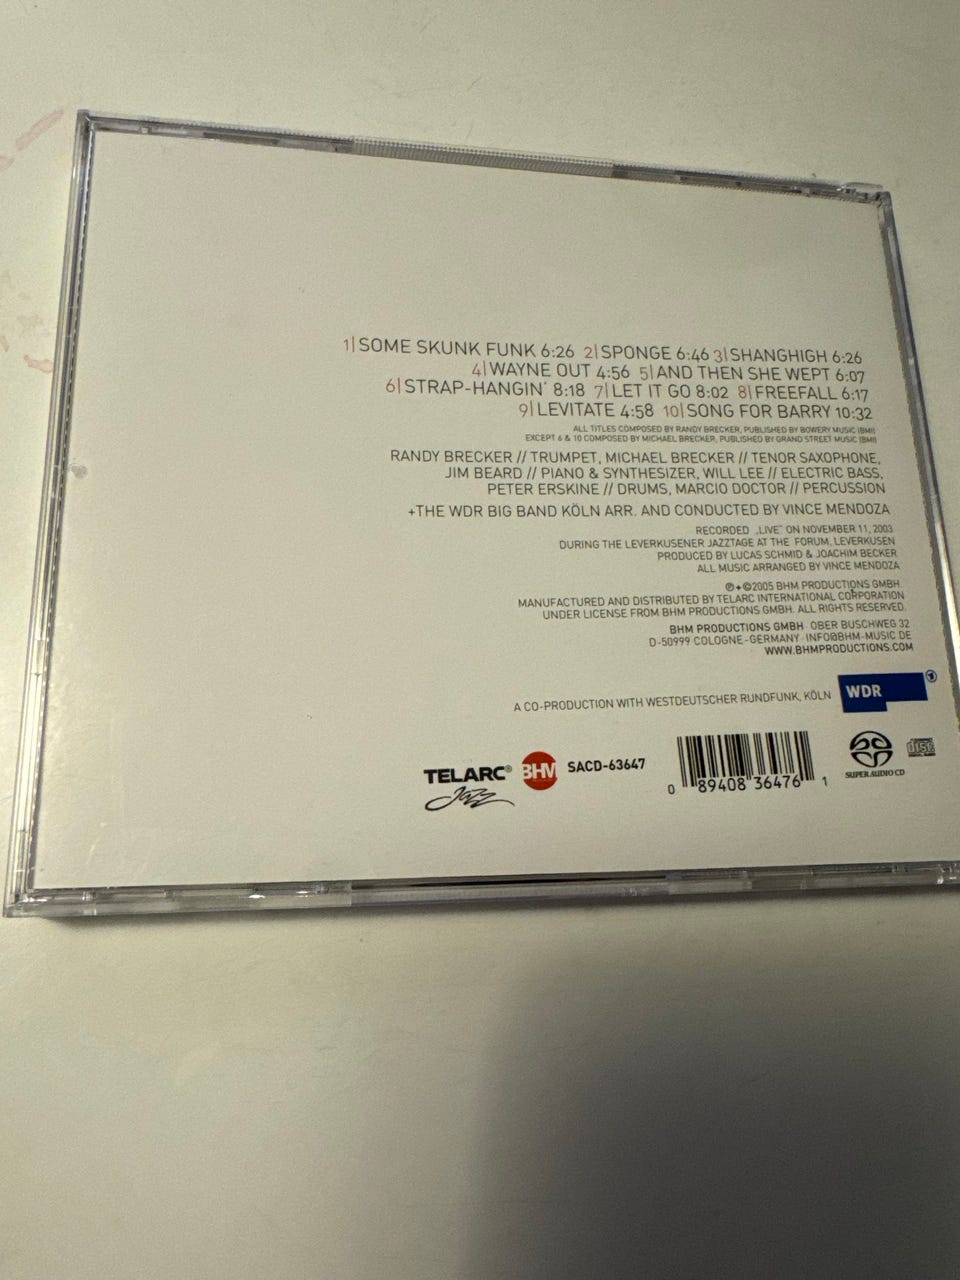 1|SOME SKUNK FUNK 6:26 2|SPONGE 6:46 3|SHANGHIGH 6:26
4|WAYNE OUT 4:56 5|AND THEN SHE WEPT 6:07
6|STRAP-HANGIN' 8:18 7|LET IT GO 8:02 8|FREEFALL 6:17
9|LEVITATE 4:58 10|SONG FOR BARRY 10:32
ALL TITLES COMPOSED BY RANDY BRECKER, PUBLISHED BY BOWERY MUSIC (BMI)
EXCEPT 6 & 10 COMPOSED BY MICHAEL BRECKER, PUBLISHED BY GRAND STREET MUSIC (BMI)
RANDY BRECKER // TRUMPET, MICHAEL BRECKER // TENOR SAXOPHONE,
JIM BEARD // PIANO & SYNTHESIZER, WILL LEE // ELECTRIC BASS,
PETER ERSKINE // DRUMS, MARCIO DOCTOR // PERCUSSION
+THE WDR BIG BAND KÖLN ARR. AND CONDUCTED BY VINCE MENDOZA
RECORDED „LIVE" ON NOVEMBER 11, 2003
DURING THE LEVERKUSENER JAZZTAGE AT THE FORUM, LEVERKUSEN
PRODUCED BY LUCAS SCHMID & JOACHIM BECKER
ALL MUSIC ARRANGED BY VINCE MENDOZA
℗+©2005 BHM PRODUCTIONS GMBH.
MANUFACTURED AND DISTRIBUTED BY TELARC INTERNATIONAL CORPORATION
UNDER LICENSE FROM BHM PRODUCTIONS GMBH. ALL RIGHTS RESERVED.
BHM PRODUCTIONS GMBH OBER BUSCHWEG 32
D-50999 COLOGNE-GERMANY INFO@BHM-MUSIC.DE
WWW.BHMPRODUCTIONS.COM
A CO-PRODUCTION WITH WESTDEUTSCHER RUNDFUNK, KÖLN
WDR 1
TELARC® Jazz
BHM
SACD-63647
0 89408 36476 1
SUPER AUDIO CD
disc